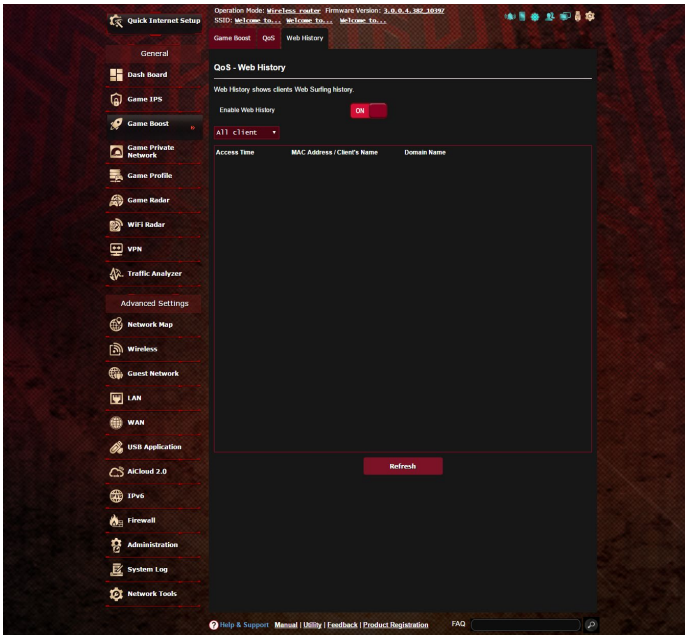 Quick Internet Setup
Operation Mode: Wireless router Firmware Version: 3.0.0.4.382_10397
SSID: Welcome to... Welcome to... Welcome to...
Game Boost QoS Web History
General
Dash Board
Game IPS
Game Boost
Game Private
Network
Game Profile
Game Radar
WiFi Radar
VPN
Traffic Analyzer
Advanced Settings
Network Map
Wireless
Guest Network
LAN
WAN
USB Application
AiCloud 2.0
IPv6
Firewall
Administration
System Log
Network Tools
QoS - Web History
Web History shows clients Web Surfing history.
Enable Web History ON
All client
Access Time MAC Address / Client's Name Domain Name
Refresh
Help & Support Manual | Utility | Feedback | Product Registration FAQ